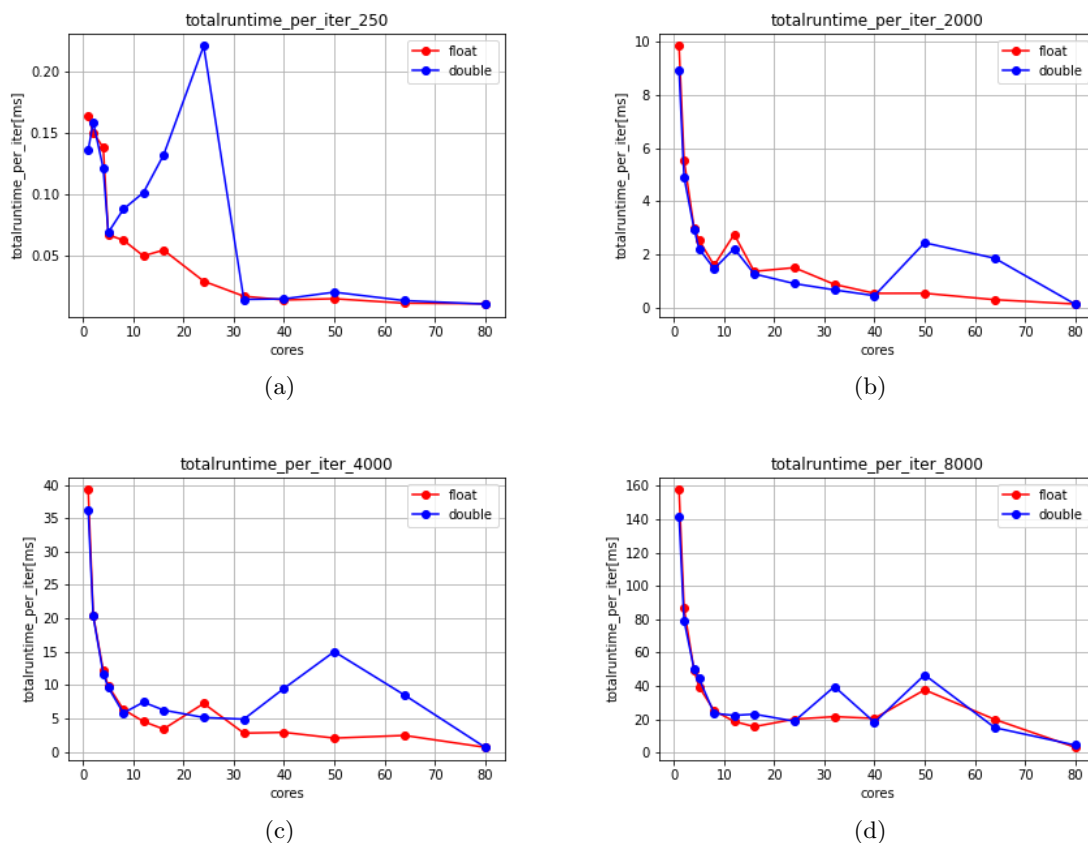 totalruntime_per_iter_250
totalruntime_per_iter[ms]
0.20
0.15
0.10
0.05
float
double
0 10 20 30 40 50 60 70 80
cores
(a)
totalruntime_per_iter_2000
totalruntime_per_iter[ms]
10
8
6
4
2
0
float
double
0 10 20 30 40 50 60 70 80
cores
(b)
totalruntime_per_iter_4000
totalruntime_per_iter[ms]
40
35
30
25
20
15
10
5
0
float
double
0 10 20 30 40 50 60 70 80
cores
(c)
totalruntime_per_iter_8000
totalruntime_per_iter[ms]
160
140
120
100
80
60
40
20
0
float
double
0 10 20 30 40 50 60 70 80
cores
(d)